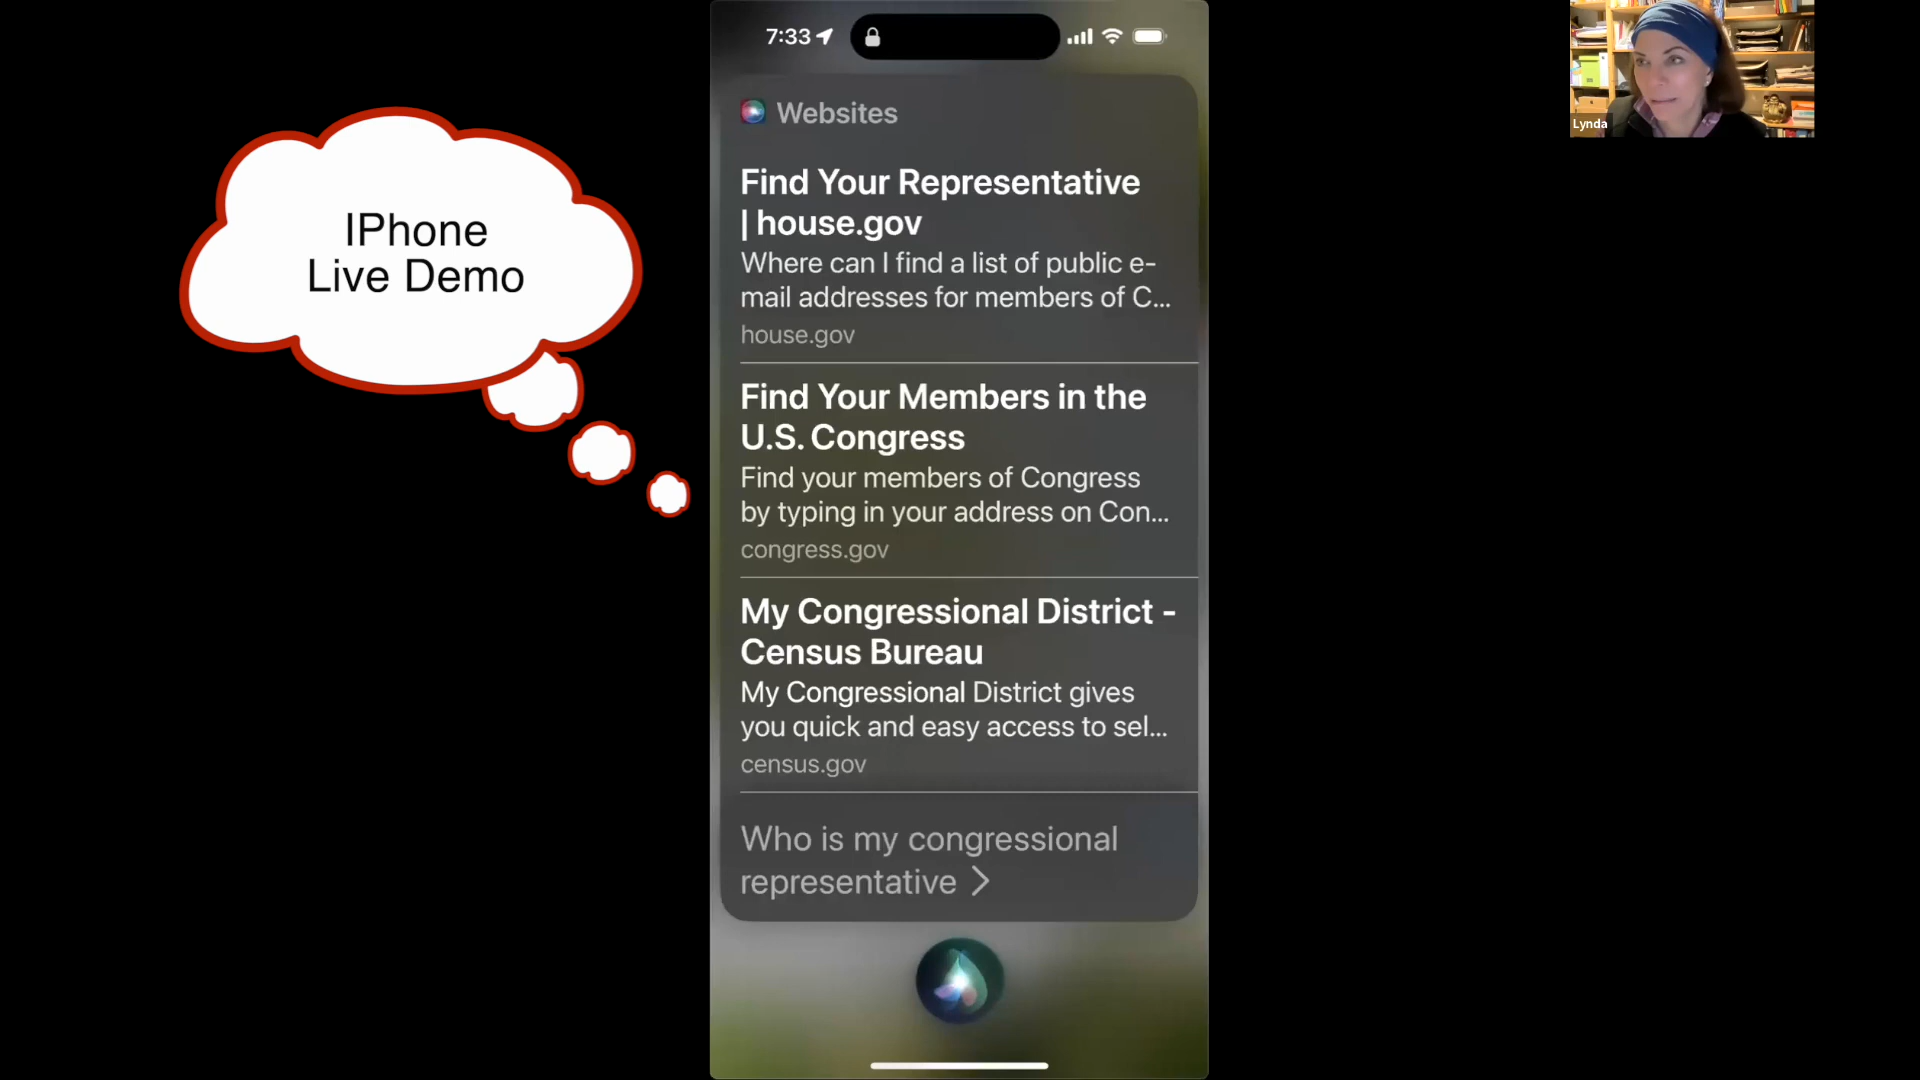 IPhone
Live Demo
7:33
Websites
Find Your Representative
| house.gov
Where can I find a list of public e-
mail addresses for members of C...
house.gov
Find Your Members in the
U.S. Congress
Find your members of Congress
by typing in your address on Con...
congress.gov
My Congressional District -
Census Bureau
My Congressional District gives
you quick and easy access to sel...
census.gov
Who is my congressional
representative >
Lynda